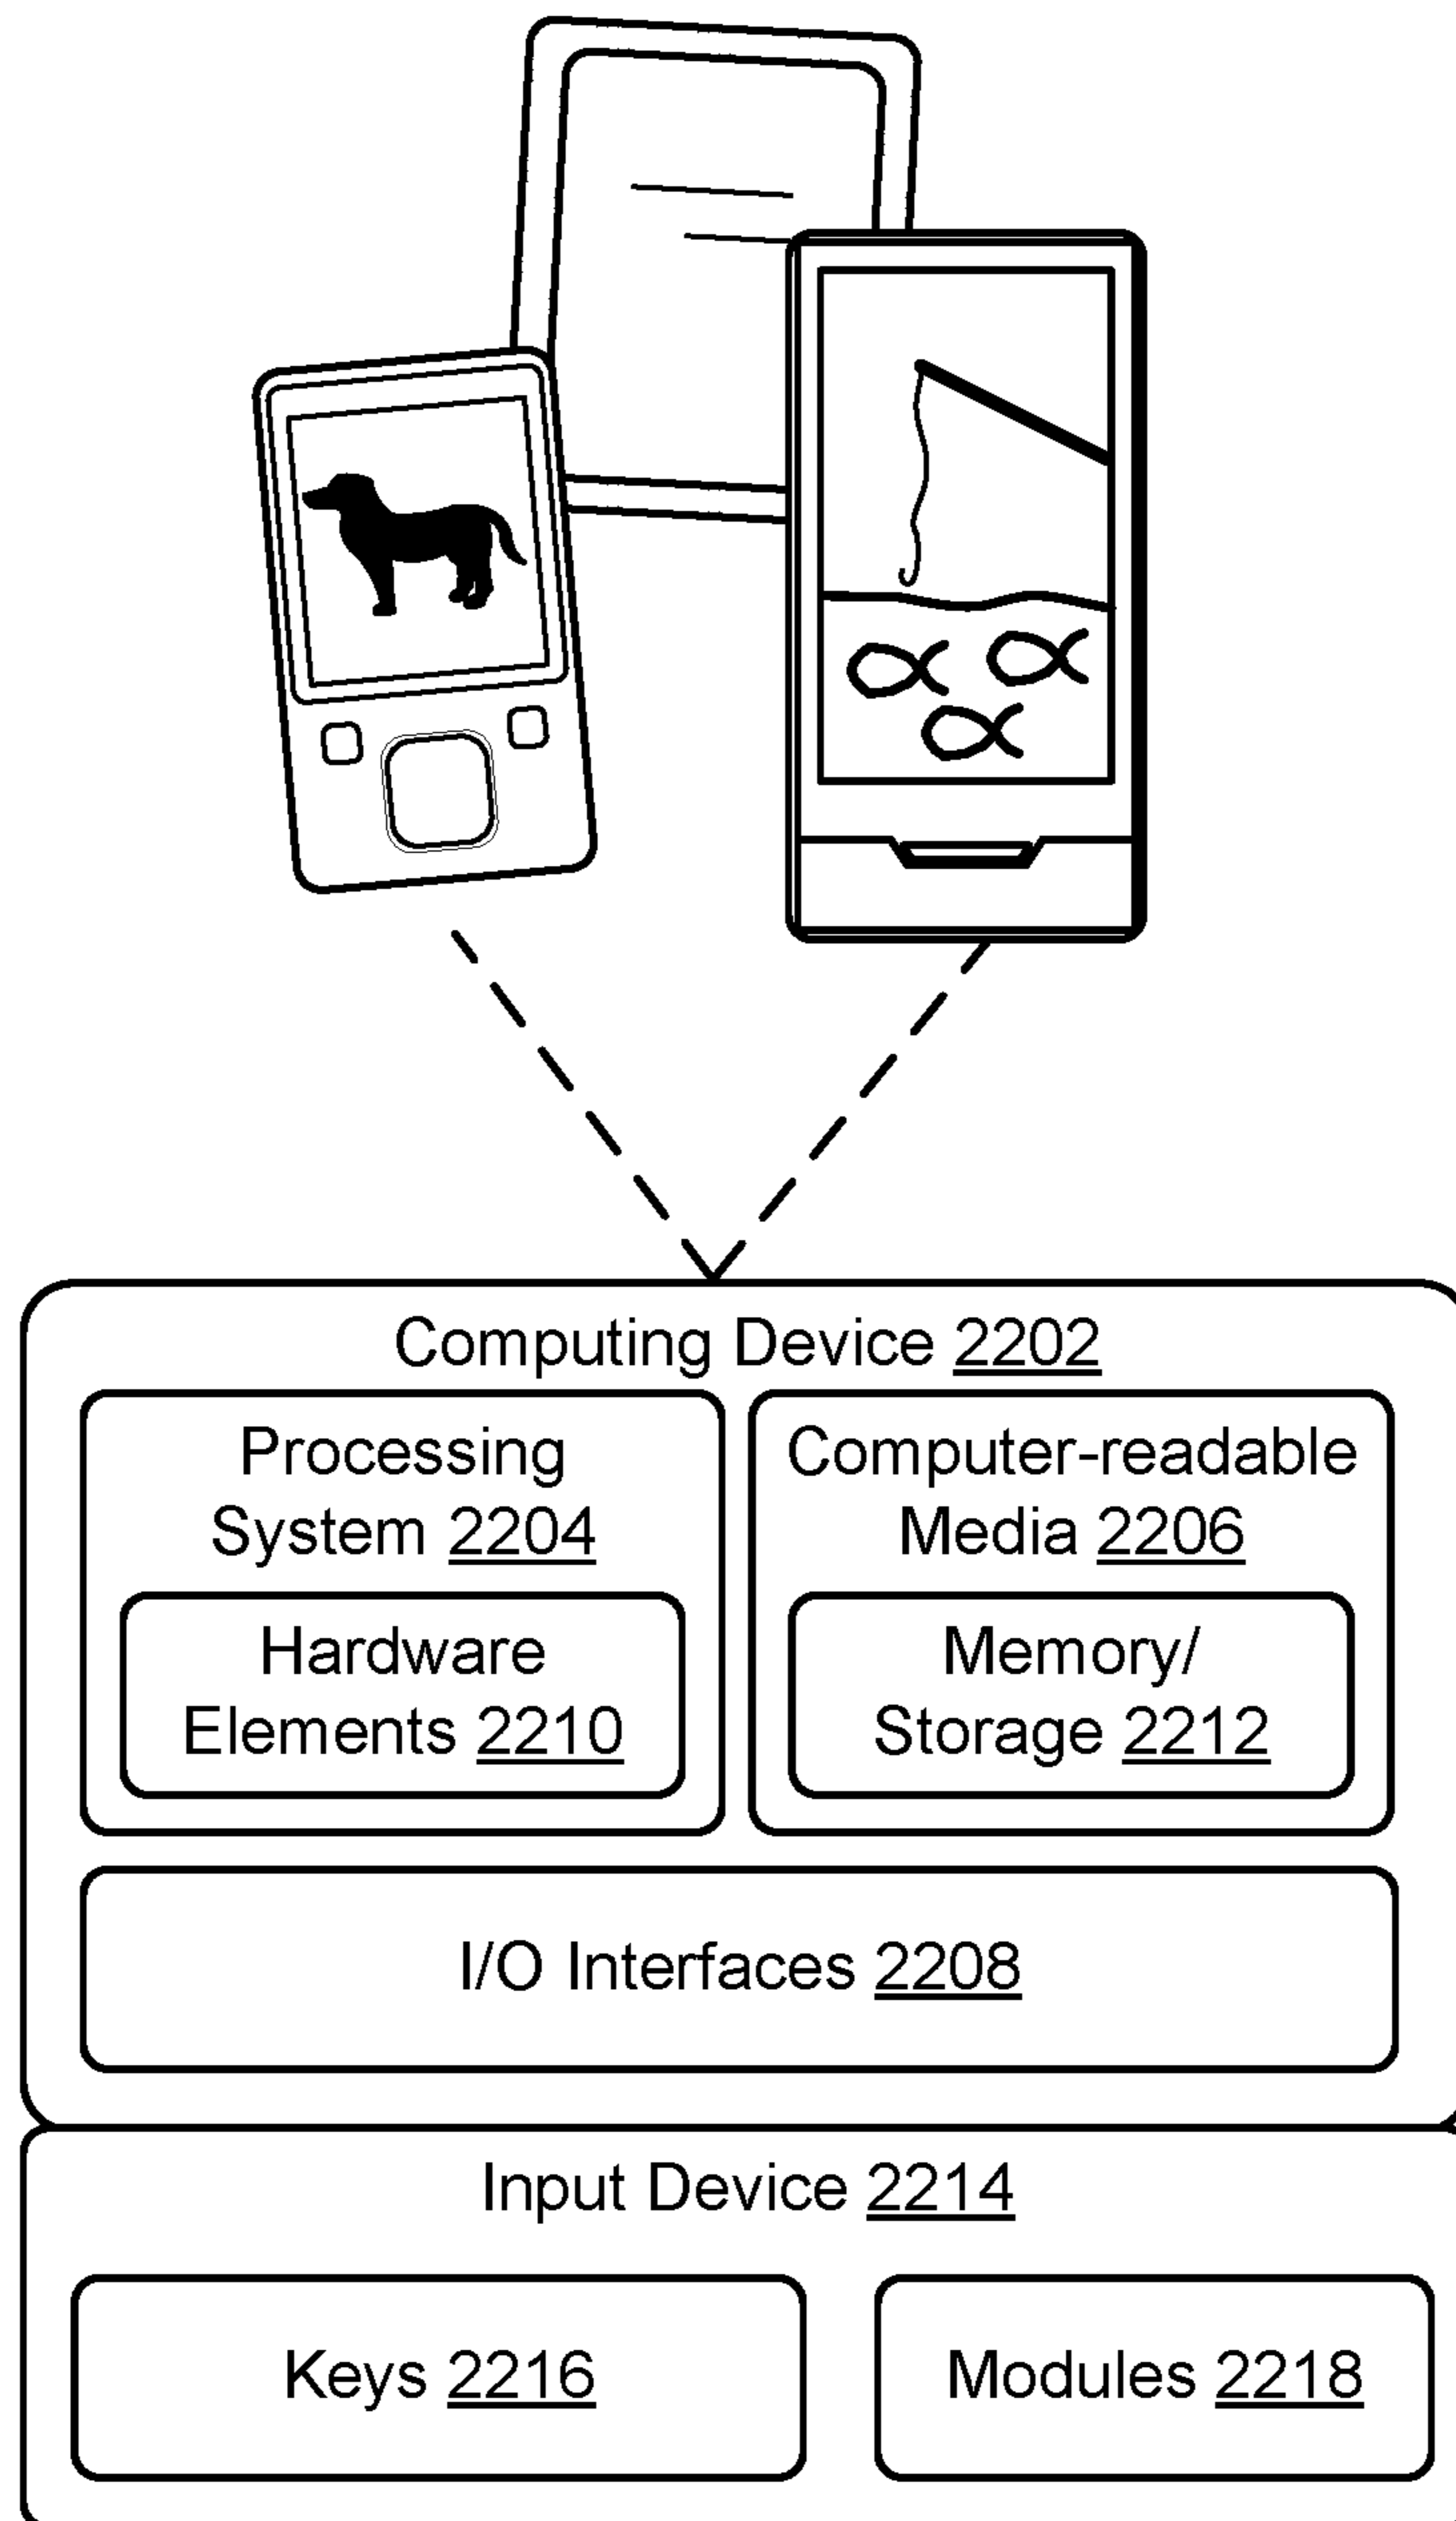 Computing Device 2202
Processing
System 2204
Hardware
Elements 2210
Computer-readable
Media 2206
Memory/
Storage 2212
I/O Interfaces 2208
Input Device 2214
Keys 2216
Modules 2218